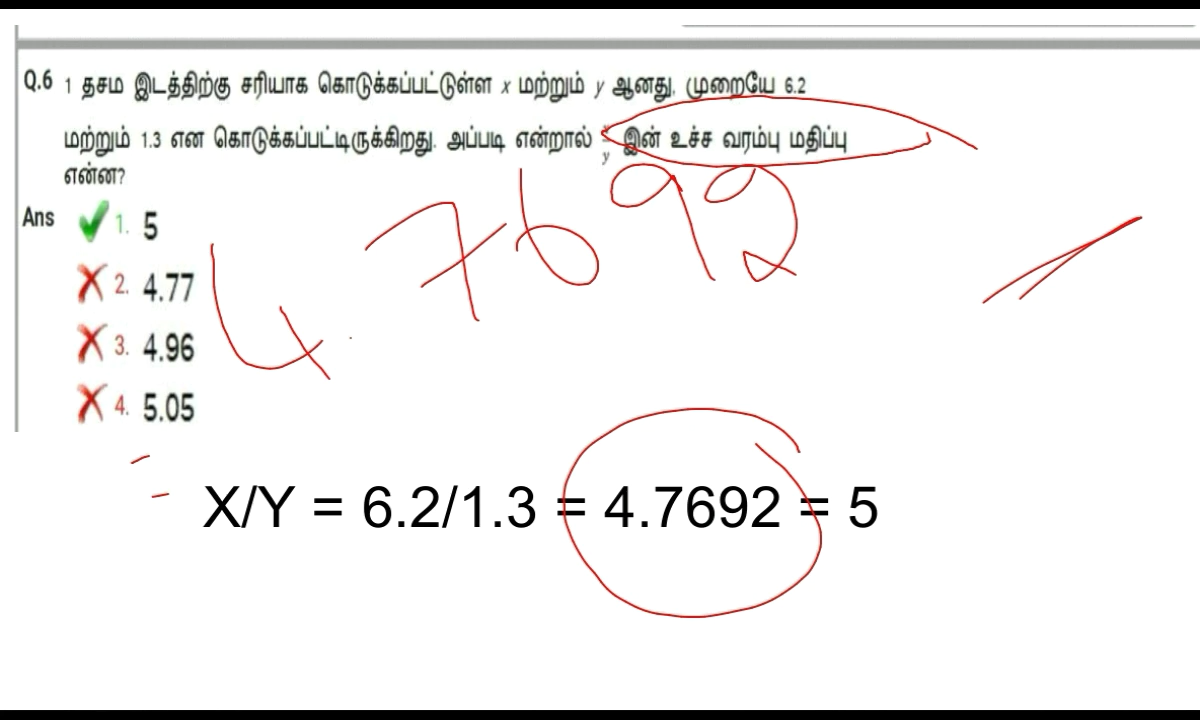 Q.6 1 தசம இடத்திற்கு சரியாக கொடுக்கப்பட்டுள்ள x மற்றும் y ஆனது, முறையே 6.2
மற்றும் 1.3 என கொடுக்கப்பட்டிருக்கிறது. அப்படி என்றால் x/y இன் உச்ச வரம்பு மதிப்பு
என்ன?
Ans 1. 5
2. 4.77
3. 4.96
4. 5.05
4.7692
X/Y = 6.2/1.3 = 4.7692 = 5